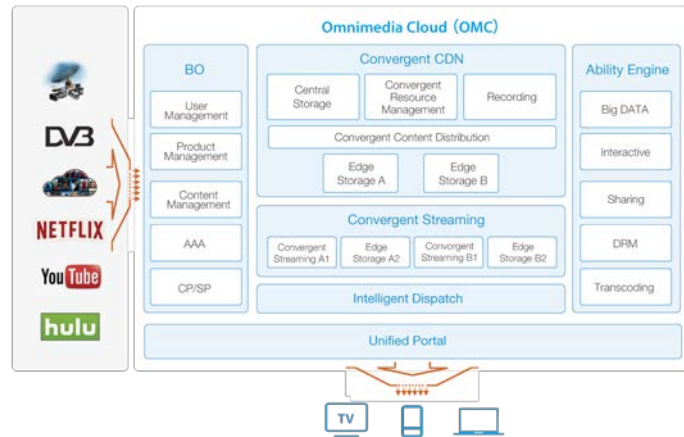 Omnimedia Cloud (OMC)
DVB
NETFLIX
YouTube
hulu
BO
User
Management
Product
Management
Content
Management
AAA
CP/SP
Convergent CDN
Central
Storage
Convergent
Resource
Management
Recording
Convergent Content Distribution
Edge
Storage A
Edge
Storage B
Convergent Streaming
Convergent
Streaming A1
Edge
Storage A2
Convergent
Streaming B1
Edge
Storage B2
Intelligent Dispatch
Ability Engine
Big DATA
Interactive
Sharing
DRM
Transcoding
Unified Portal
TV